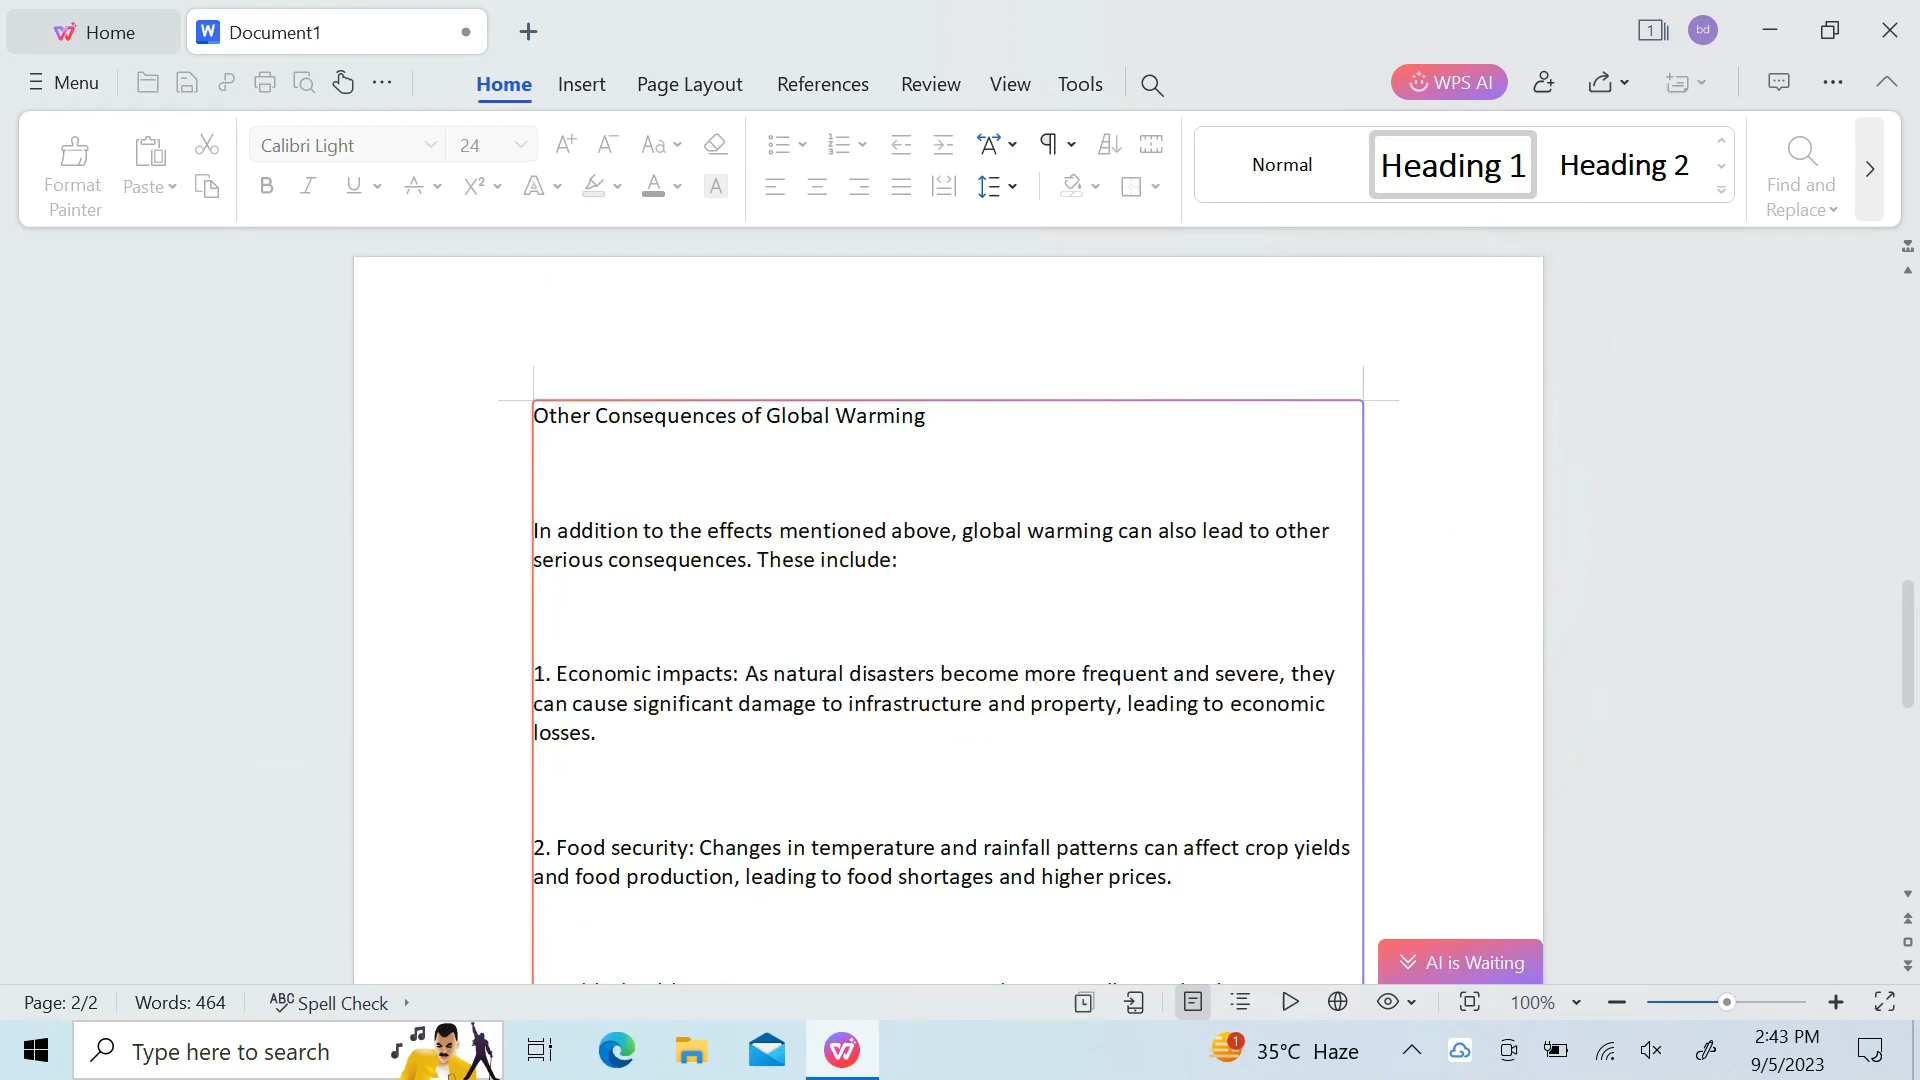 Home
Document1
1
bd
Menu
Home Insert Page Layout References Review View Tools
WPS AI
Format
Painter
Paste
Calibri Light
24
Normal
Heading 1
Heading 2
Find and
Replace
Other Consequences of Global Warming
In addition to the effects mentioned above, global warming can also lead to other
serious consequences. These include:
1. Economic impacts: As natural disasters become more frequent and severe, they
can cause significant damage to infrastructure and property, leading to economic
losses.
2. Food security: Changes in temperature and rainfall patterns can affect crop yields
and food production, leading to food shortages and higher prices.
AI is Waiting
Page: 2/2
Words: 464
Spell Check
100%
Type here to search
1
35°C Haze
2:43 PM
9/5/2023